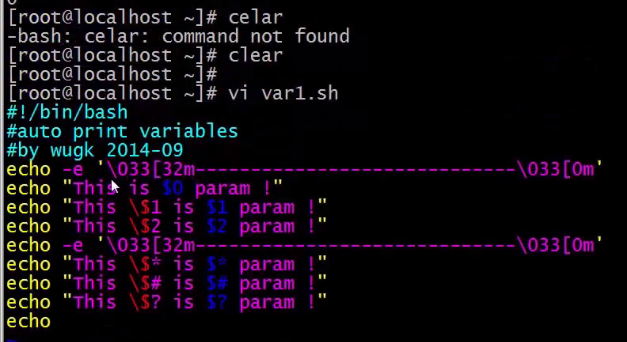 [root@localhost ~]# celar
-bash: celar: command not found
[root@localhost ~]# clear
[root@localhost ~]#
[root@localhost ~]# vi var1.sh
#!/bin/bash
#auto print variables
#by wugk 2014-09
echo -e '\033[32m-----------------------------\033[0m'
echo "This is $0 param !"
echo "This \$1 is $1 param !"
echo "This \$2 is $2 param !"
echo -e '\033[32m-----------------------------\033[0m'
echo "This \$* is $* param !"
echo "This \$# is $# param !"
echo "This \$? is $? param !"
echo